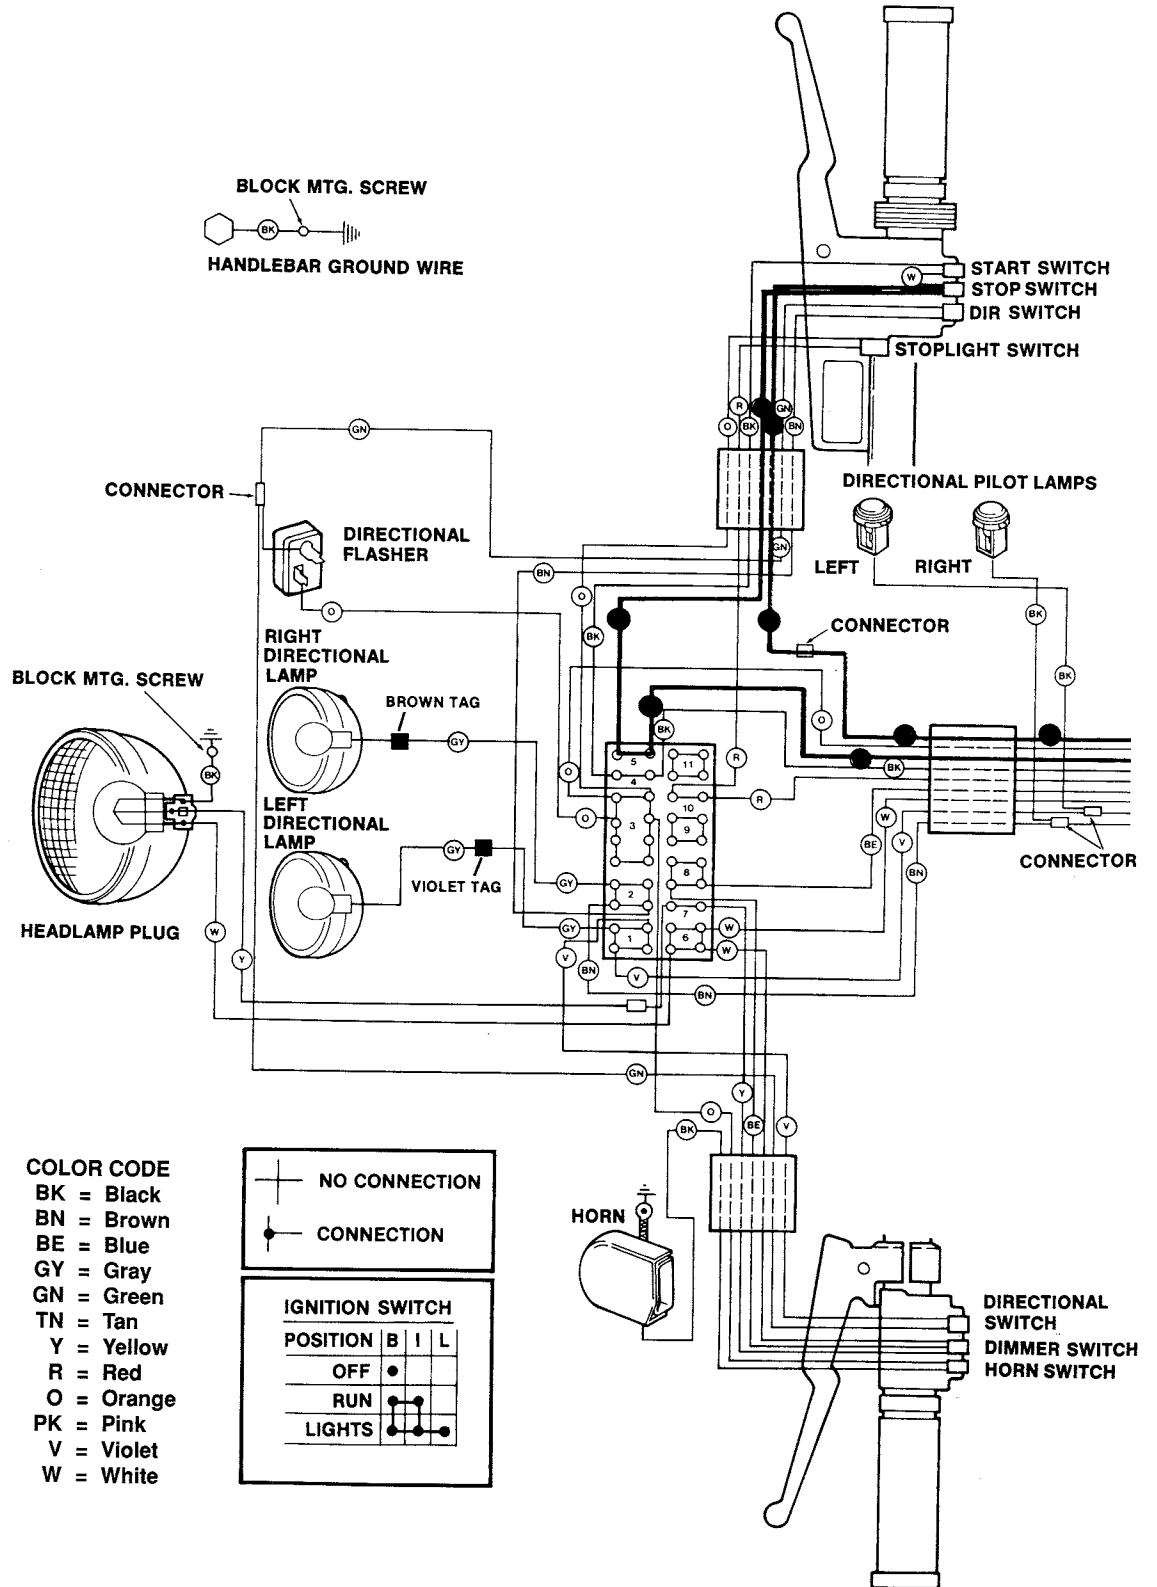 BLOCK MTG. SCREW
BK
HANDLEBAR GROUND WIRE
START SWITCH
W
STOP SWITCH
DIR SWITCH
STOPLIGHT SWITCH
R
GN
O
BK
BN
GN
CONNECTOR
DIRECTIONAL
FLASHER
DIRECTIONAL PILOT LAMPS
LEFT
RIGHT
GN
BN
O
O
BK
BK
CONNECTOR
RIGHT
DIRECTIONAL
LAMP
BK
BLOCK MTG. SCREW
BROWN TAG
GY
O
BK
R
BK
BK
O
R
5
11
4
10
3
9
8
2
7
1
6
LEFT
DIRECTIONAL
LAMP
GY
VIOLET TAG
O
W
BE
V
BN
CONNECTOR
GY
GY
W
W
V
BN
V
BN
HEADLAMP PLUG
W
Y
GN
Y
O
BK
BE
V
COLOR CODE
BK = Black
BN = Brown
BE = Blue
GY = Gray
GN = Green
TN = Tan
Y = Yellow
R = Red
O = Orange
PK = Pink
V = Violet
W = White
NO CONNECTION
CONNECTION
IGNITION SWITCH
POSITION B I L
OFF
RUN
LIGHTS
HORN
DIRECTIONAL
SWITCH
DIMMER SWITCH
HORN SWITCH